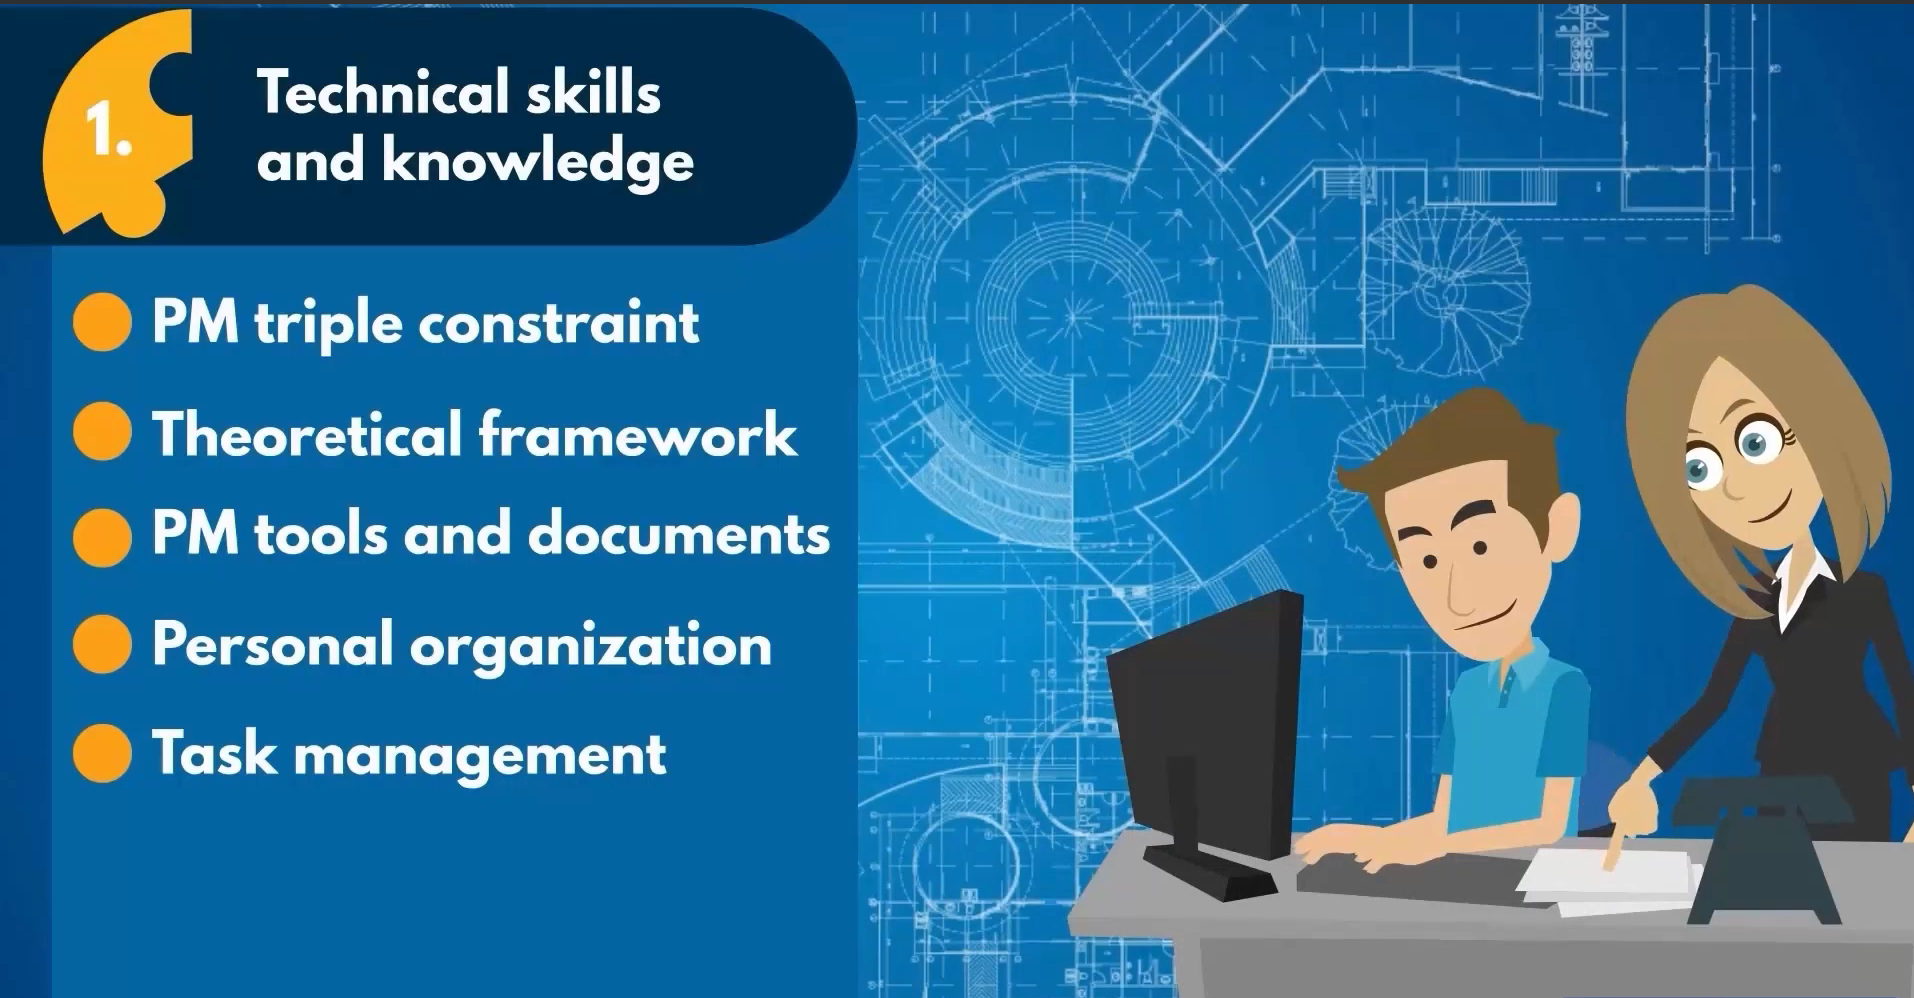 1.
Technical skills
and knowledge
PM triple constraint
Theoretical framework
PM tools and documents
Personal organization
Task management